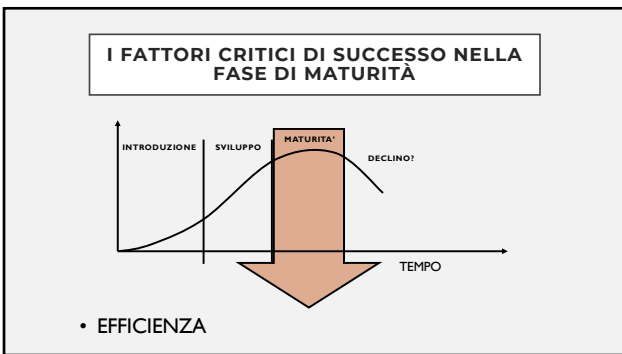 I FATTORI CRITICI DI SUCCESSO NELLA
FASE DI MATURITÀ
INTRODUZIONE
SVILUPPO
MATURITA'
DECLINO?
TEMPO
• EFFICIENZA